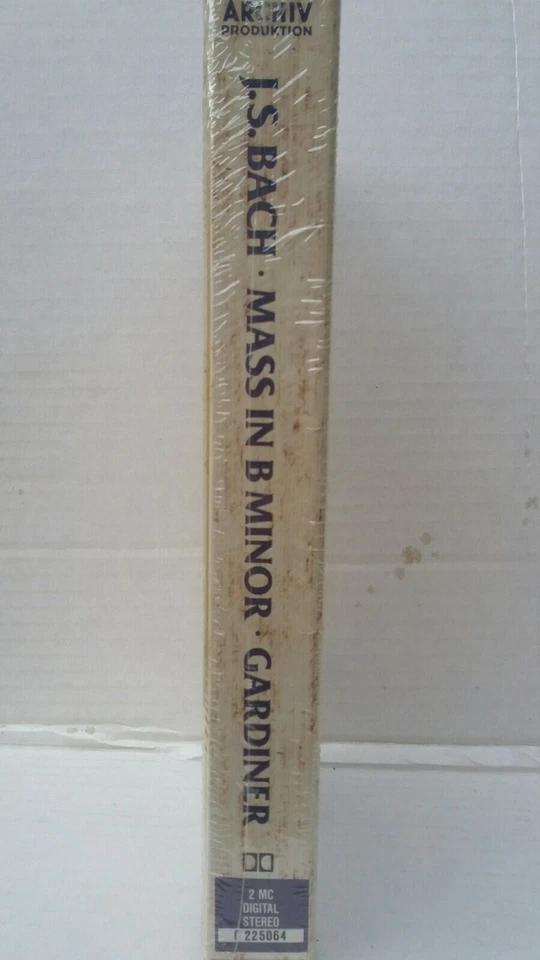 ARCHIV
PRODUKTION
J.S. BACH · MASS IN B MINOR · GARDINER
2 MC
DIGITAL
STEREO
225064